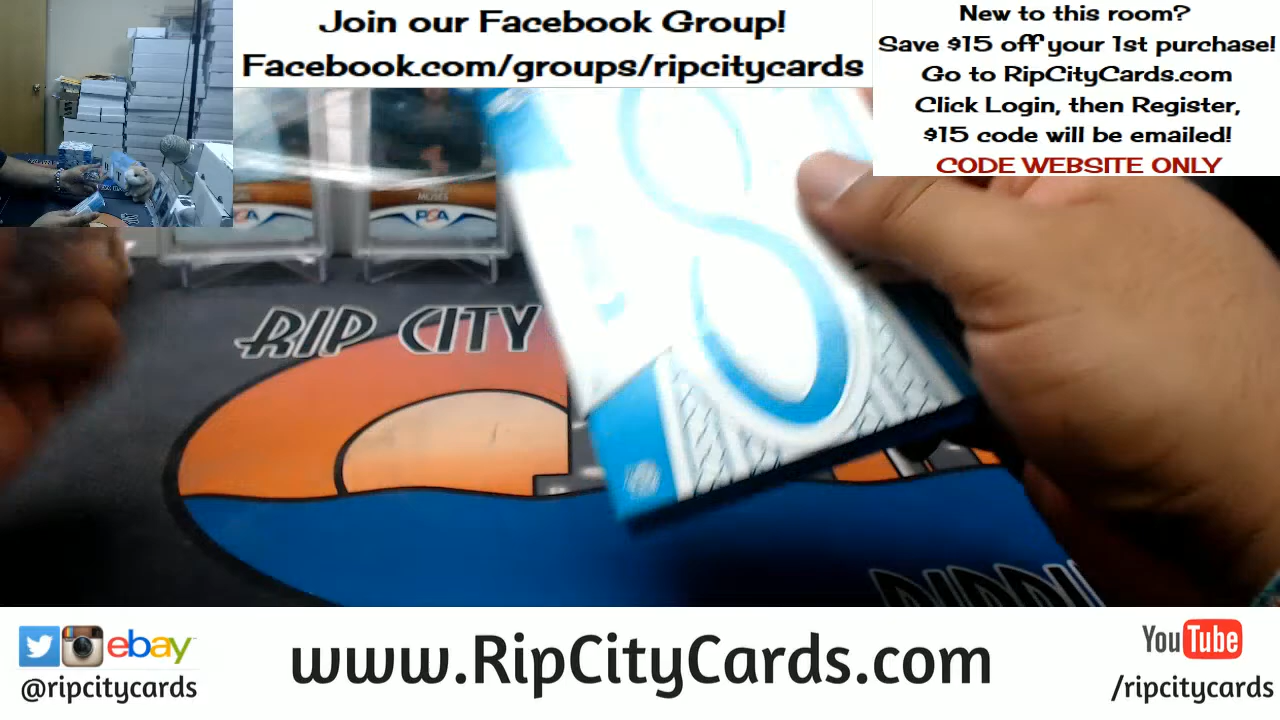 Join our Facebook Group!
Facebook.com/groups/ripcitycards
New to this room?
Save $15 off your 1st purchase!
Go to RipCityCards.com
Click Login, then Register,
$15 code will be emailed!
CODE WEBSITE ONLY
MOSES
PSA
PSA
RIP CITY
ebay
@ripcitycards
www.RipCityCards.com
YouTube
/ripcitycards